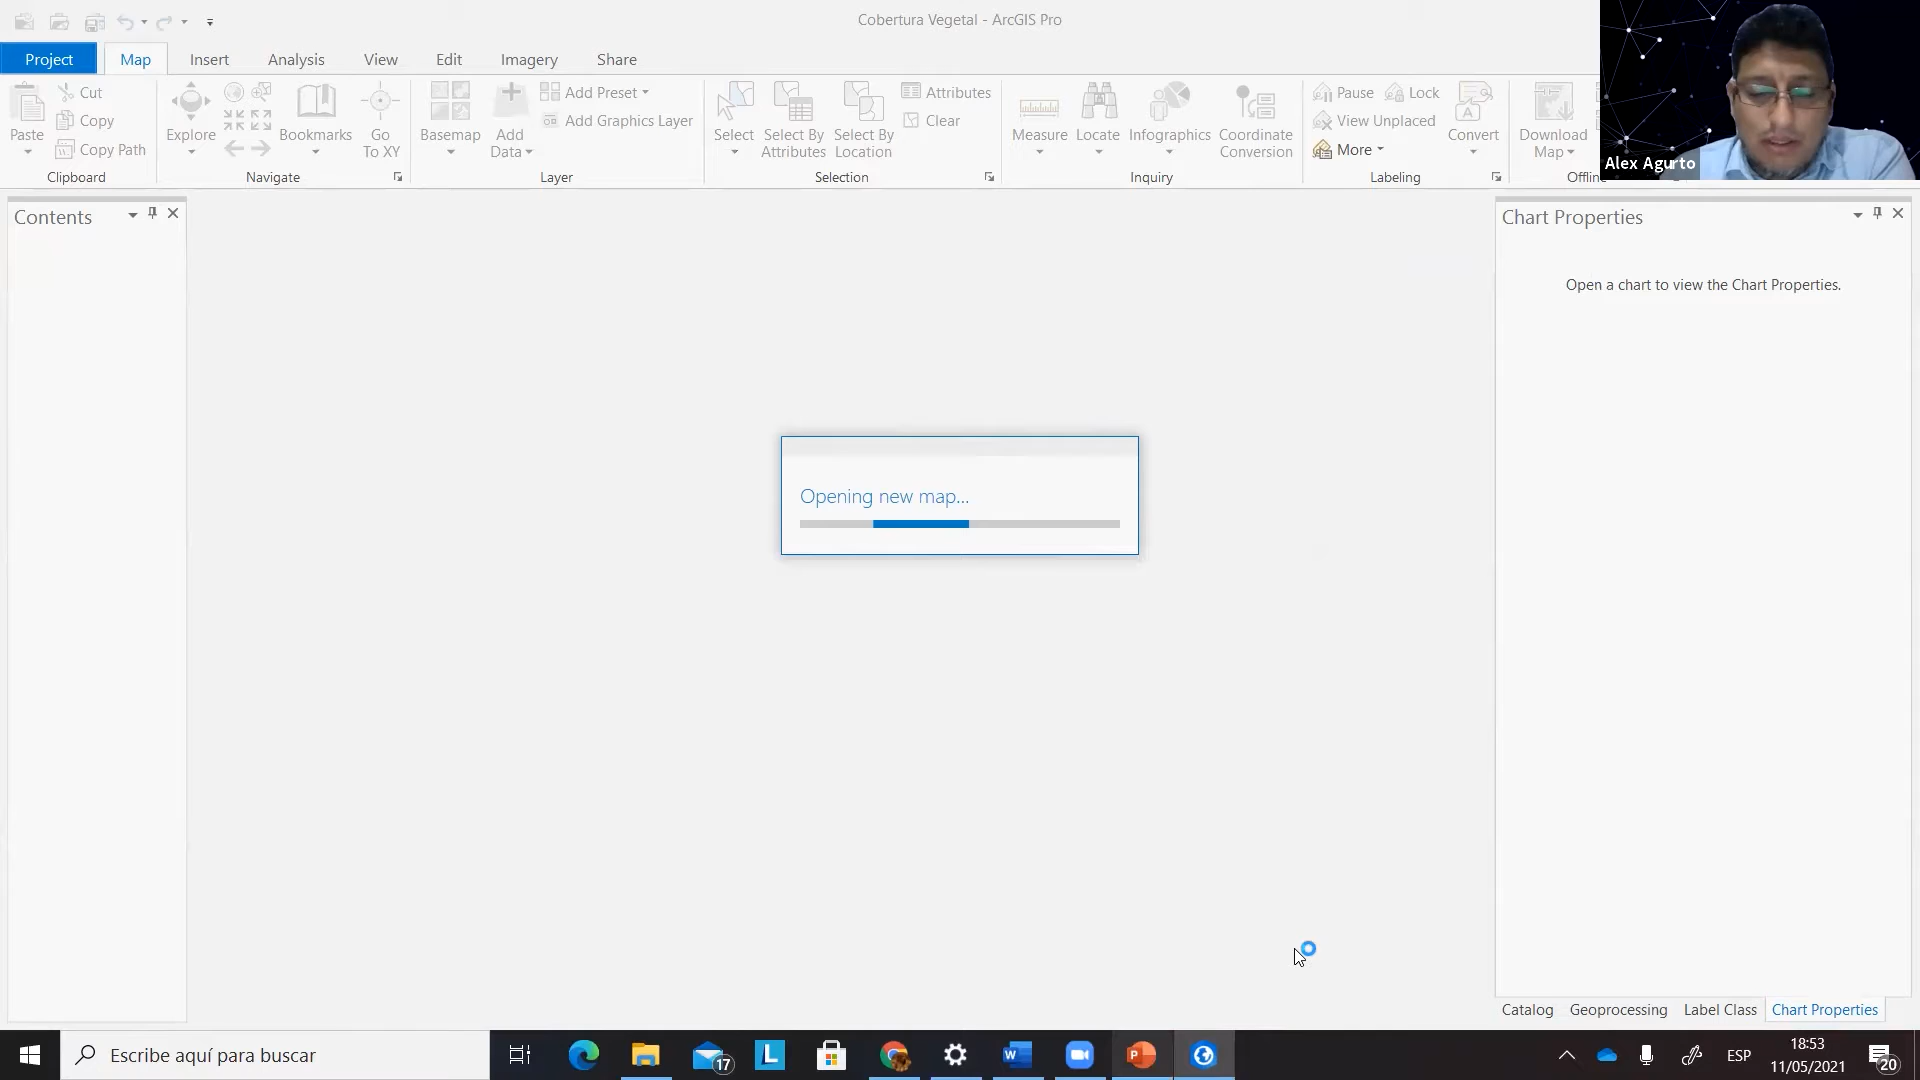 Cobertura Vegetal - ArcGIS Pro
Project Map Insert Analysis View Edit Imagery Share
Paste
Cut
Copy
Copy Path
Clipboard
Explore
Bookmarks
Go
To XY
Navigate
Basemap
Add
Data
Add Preset
Add Graphics Layer
Layer
Select
Select By
Attributes
Select By
Location
Attributes
Clear
Selection
Measure
Locate
Infographics
Coordinate
Conversion
Inquiry
Pause
Lock
View Unplaced
More
Convert
Labeling
Download
Map
Offline
Alex Agurto
Contents
Opening new map...
Chart Properties
Open a chart to view the Chart Properties.
Catalog Geoprocessing Label Class Chart Properties
Escribe aquí para buscar
17
ESP
18:53
11/05/2021
20